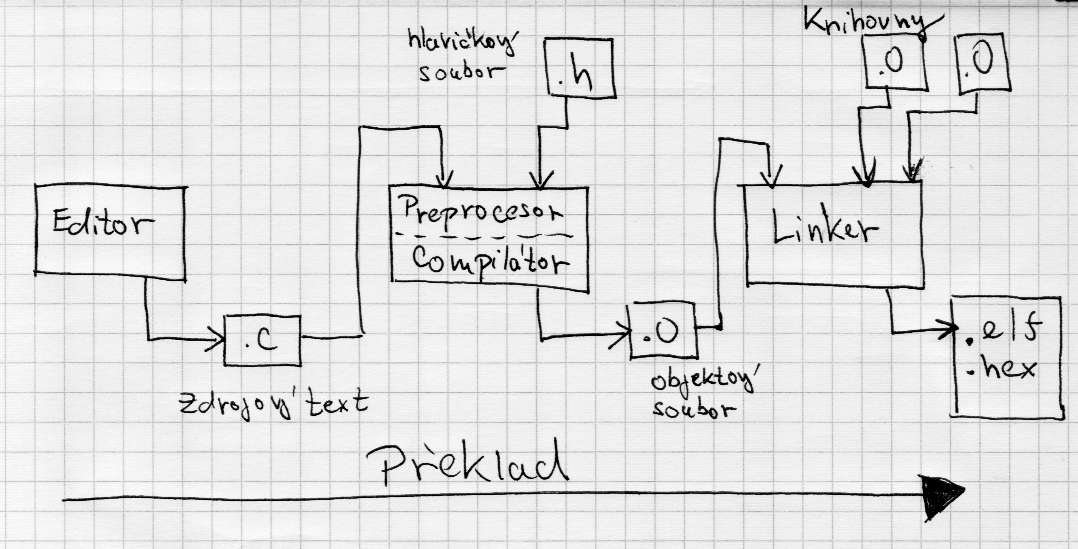 Knihovny
hlavičkový
soubor
.h
.O
.O
Editor
Preprocesor
Compilátor
Linker
.c
.O
.elf
.hex
zdrojový text
objektový
soubor
Překlad